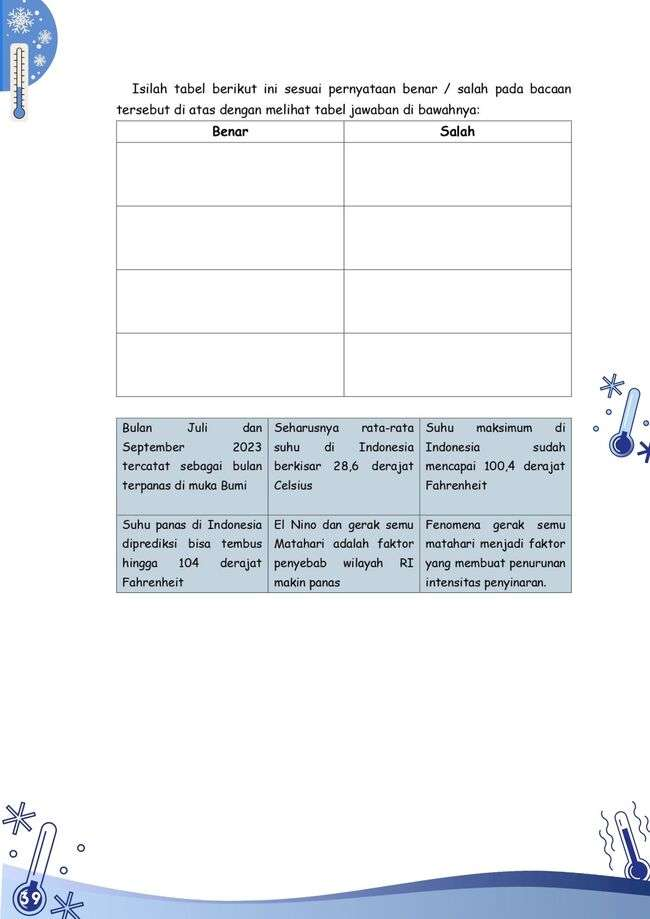 Isilah tabel berikut ini sesuai pernyataan benar / salah pada bacaan
tersebut di atas dengan melihat tabel jawaban di bawahnya:
Benar
Salah
Bulan Juli dan
September 2023
tercatat sebagai bulan
terpanas di muka Bumi
Seharusnya rata-rata
suhu di Indonesia
berkisar 28,6 derajat
Celsius
Suhu maksimum di
Indonesia sudah
mencapai 100,4 derajat
Fahrenheit
Suhu panas di Indonesia
diprediksi bisa tembus
hingga 104 derajat
Fahrenheit
El Nino dan gerak semu
Matahari adalah faktor
penyebab wilayah RI
makin panas
Fenomena gerak semu
matahari menjadi faktor
yang membuat penurunan
intensitas penyinaran.
59